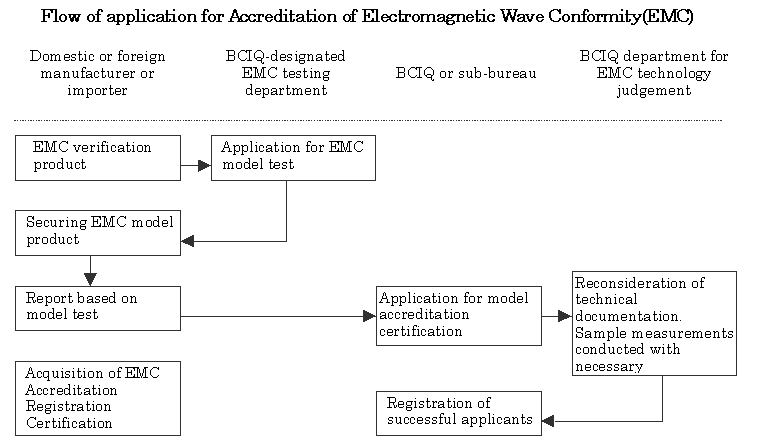 Flow of application for Accreditation of Electromagnetic Wave Conformity(EMC)
Domestic or foreign
manufacturer or
importer
BCIQ-designated
EMC testing
department
BCIQ or sub-bureau
BCIQ department for
EMC technology
judgement
EMC verification
product
Application for EMC
model test
Securing EMC model
product
Report based on
model test
Application for model
accreditation
certification
Reconsideration of
technical
documentation.
Sample measurements
conducted with
necessary
Acquisition of EMC
Accreditation
Registration
Certification
Registration of
successful applicants